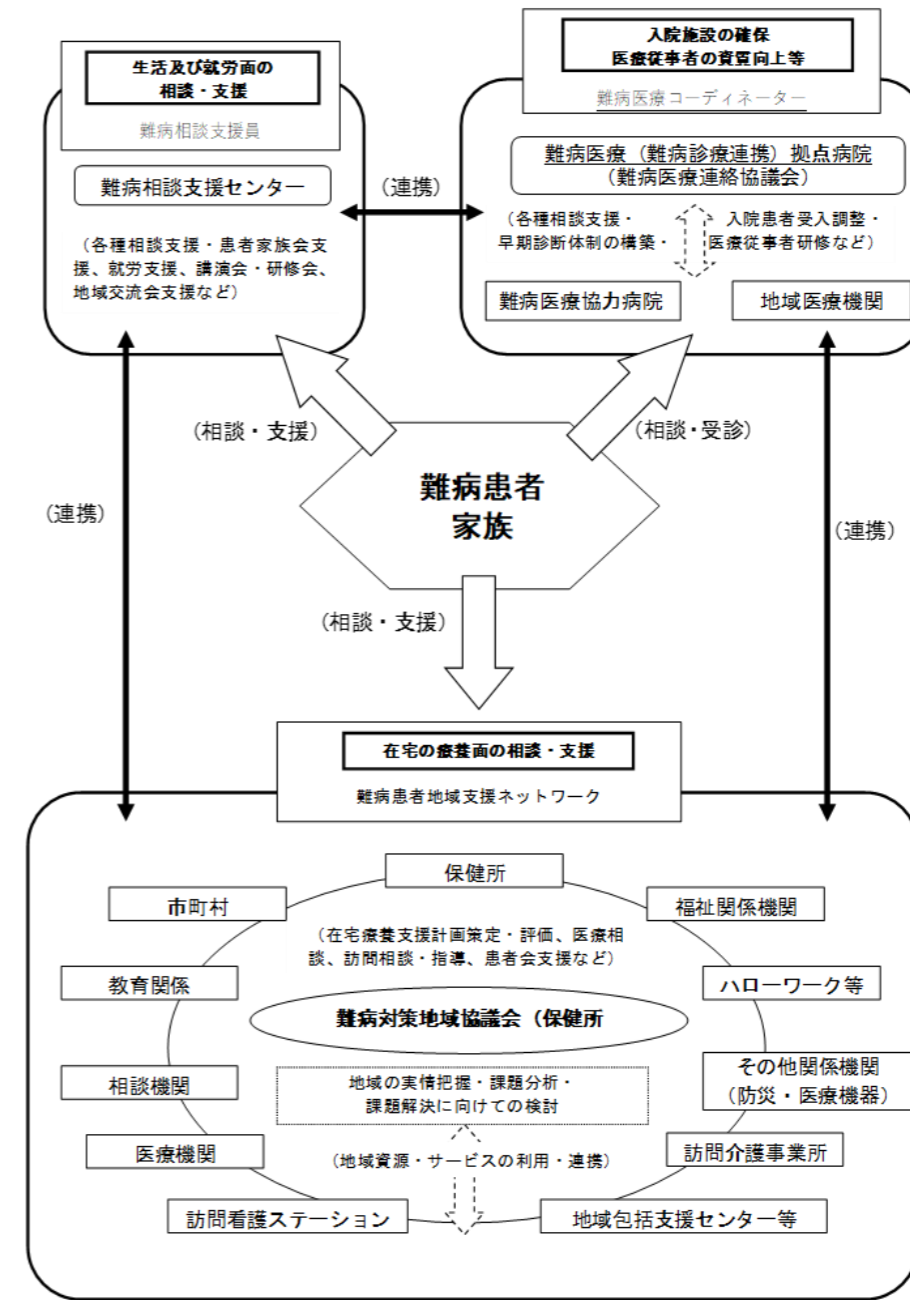 生活及び就労面の
相談・支援
難病相談支援員
難病相談支援センター
（各種相談支援・患者家族会支
援、就労支援、講演会・研修会、
地域交流会支援など）
（連携）
入院施設の確保
医療従事者の資質向上等
難病医療コーディネーター
難病医療（難病診療連携）拠点病院
（難病医療連絡協議会）
（各種相談支援・　入院患者受入調整・
早期診断体制の構築・　医療従事者研修など）
難病医療協力病院
地域医療機関
（相談・支援）
（相談・受診）
難病患者
家族
（連携）
（連携）
（相談・支援）
在宅の療養面の相談・支援
難病患者地域支援ネットワーク
保健所
市町村
福祉関係機関
（在宅療養支援計画策定・評価、医療相
談、訪問相談・指導、患者会支援など）
教育関係
ハローワーク等
難病対策地域協議会（保健所
相談機関
地域の実情把握・課題分析・
課題解決に向けての検討
その他関係機関
（防災・医療機器）
医療機関
（地域資源・サービスの利用・連携）
訪問介護事業所
訪問看護ステーション
地域包括支援センター等